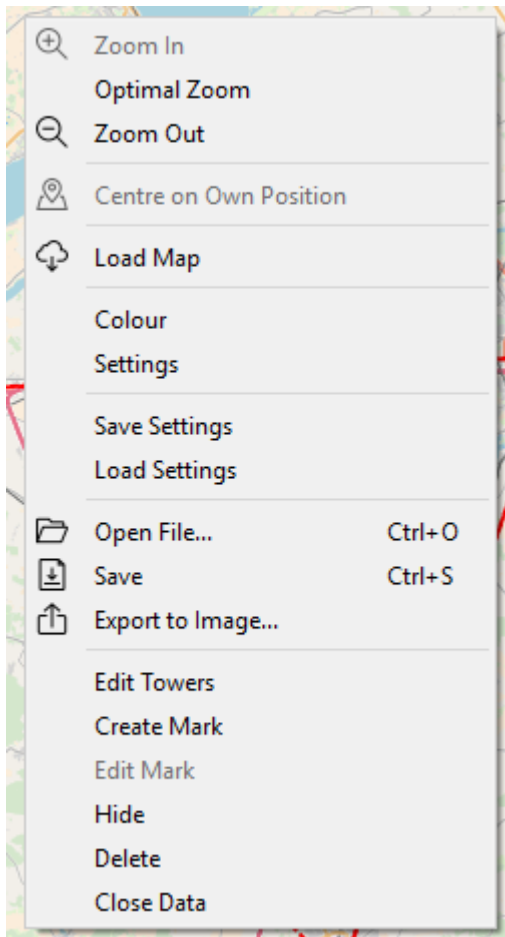 Zoom In
Optimal Zoom
Zoom Out
Centre on Own Position
Load Map
Colour
Settings
Save Settings
Load Settings
Open File... Ctrl+O
Save Ctrl+S
Export to Image...
Edit Towers
Create Mark
Edit Mark
Hide
Delete
Close Data